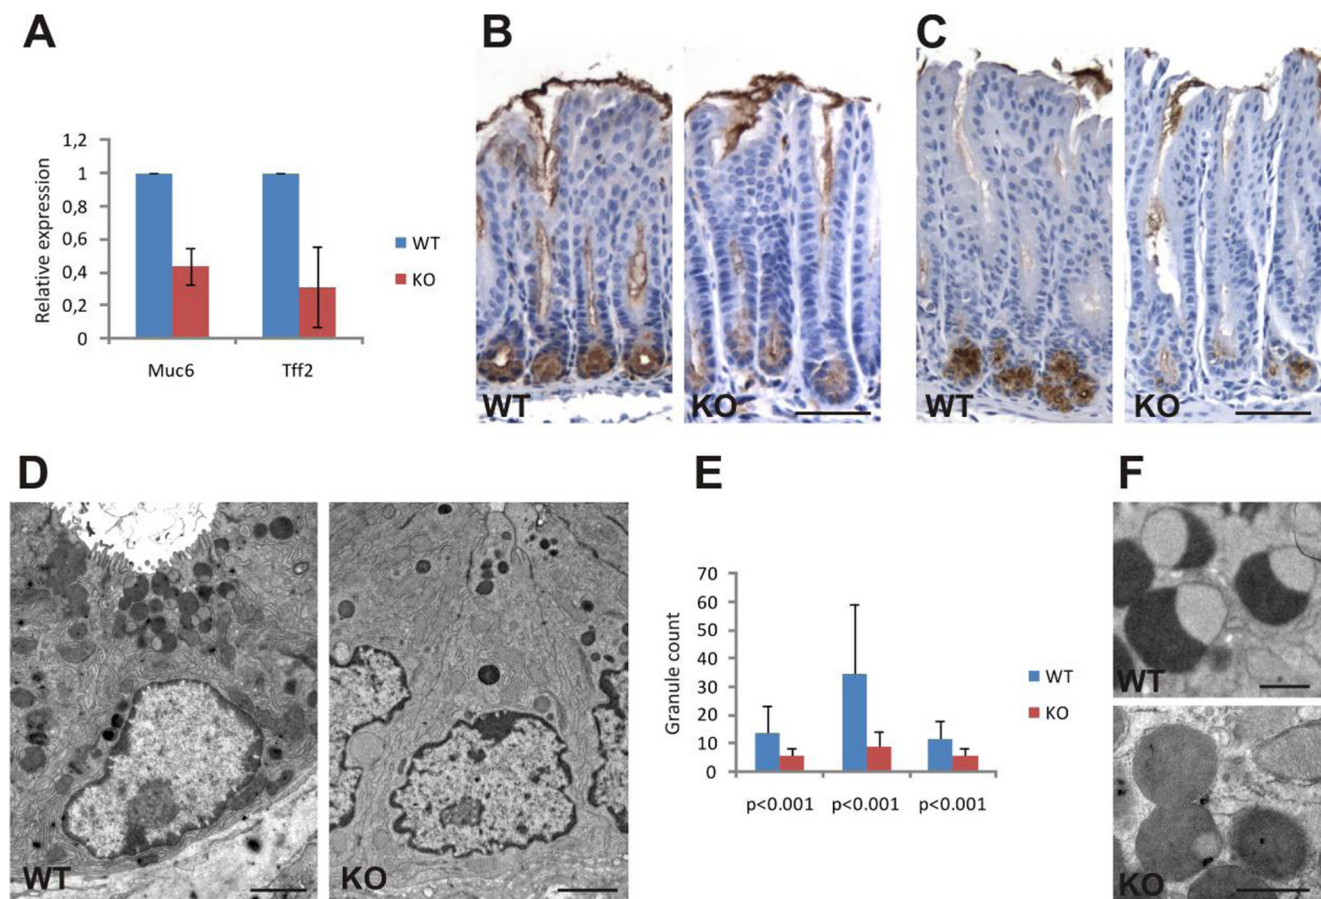 A
1,2
1
0,8
0,6
0,4
0,2
0
Relative expression
Muc6
Tff2
WT
KO
B
WT
KO
C
WT
KO
D
WT
KO
E
70
60
50
40
30
20
10
0
Granule count
p<0.001
p<0.001
p<0.001
WT
KO
F
WT
KO